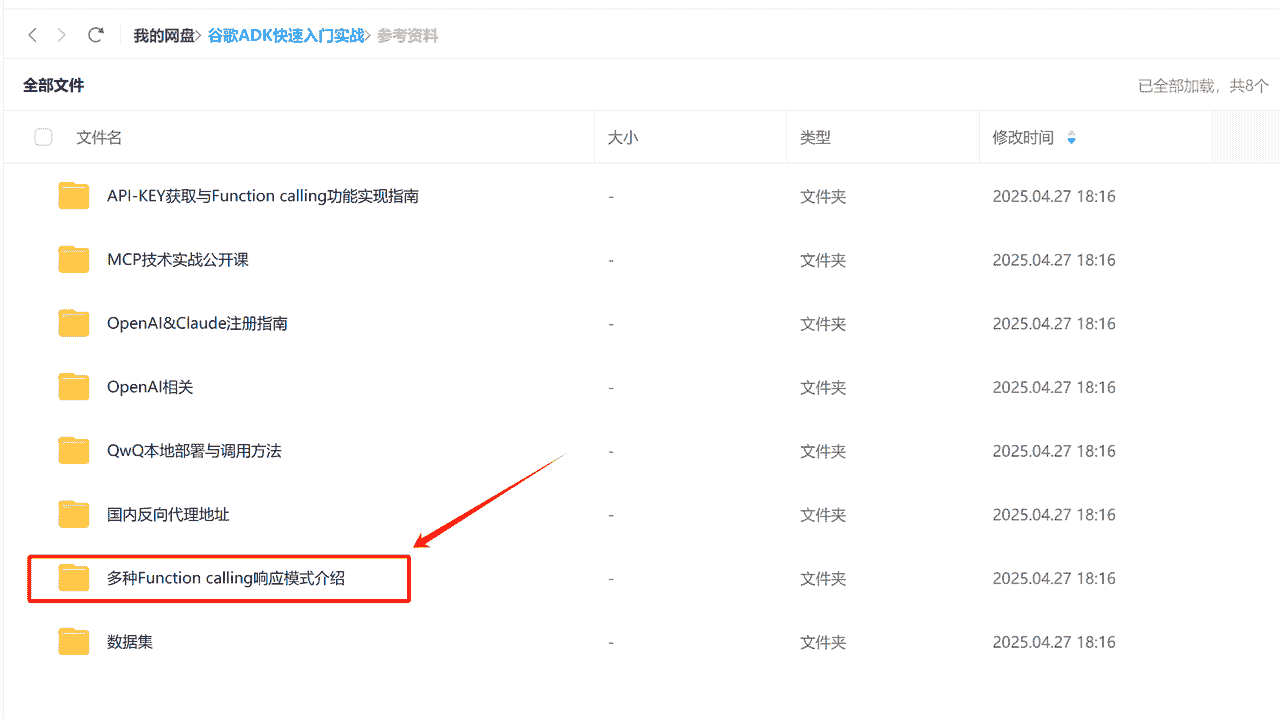 我的网盘> 谷歌ADK快速入门实战> 参考资料
全部文件 已全部加载，共8个
文件名 大小 类型 修改时间
API-KEY获取与Function calling功能实现指南 - 文件夹 2025.04.27 18:16
MCP技术实战公开课 - 文件夹 2025.04.27 18:16
OpenAI&Claude注册指南 - 文件夹 2025.04.27 18:16
OpenAI相关 - 文件夹 2025.04.27 18:16
QwQ本地部署与调用方法 - 文件夹 2025.04.27 18:16
国内反向代理地址 - 文件夹 2025.04.27 18:16
多种Function calling响应模式介绍 - 文件夹 2025.04.27 18:16
数据集 - 文件夹 2025.04.27 18:16